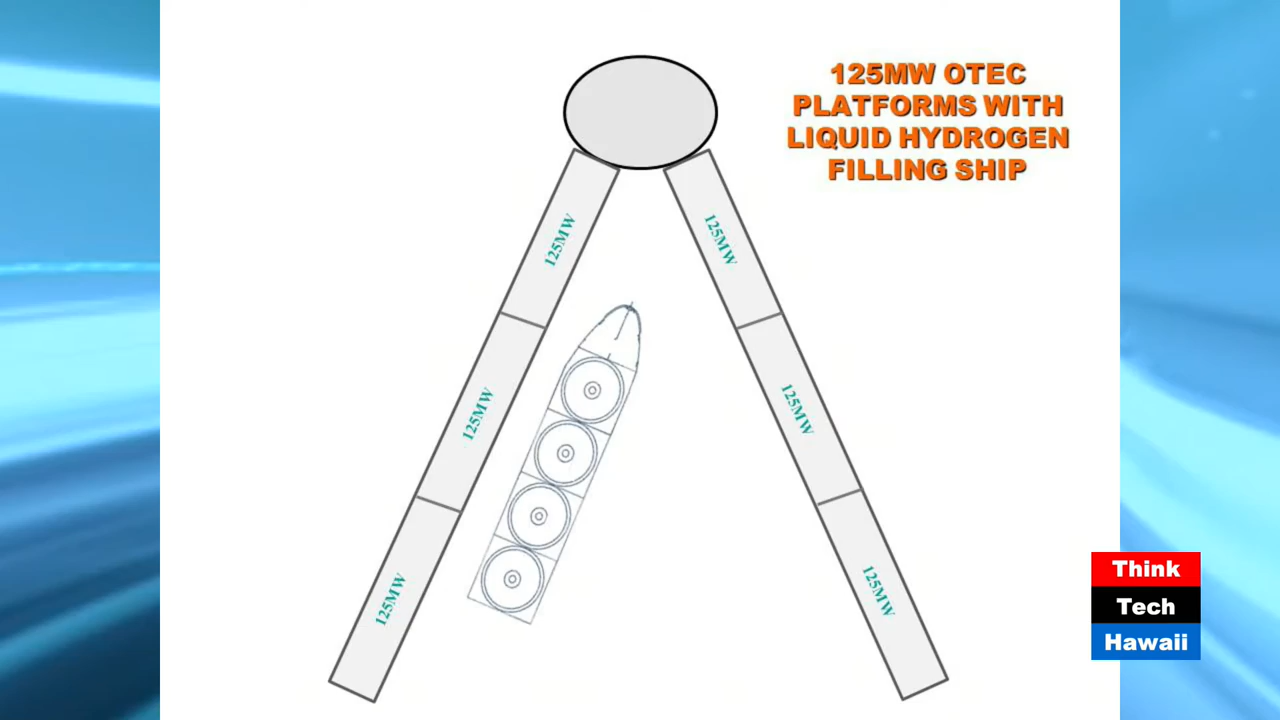 125MW OTEC
PLATFORMS WITH
LIQUID HYDROGEN
FILLING SHIP
125MW
125MW
125MW
125MW
125MW
125MW
Think
Tech
Hawaii